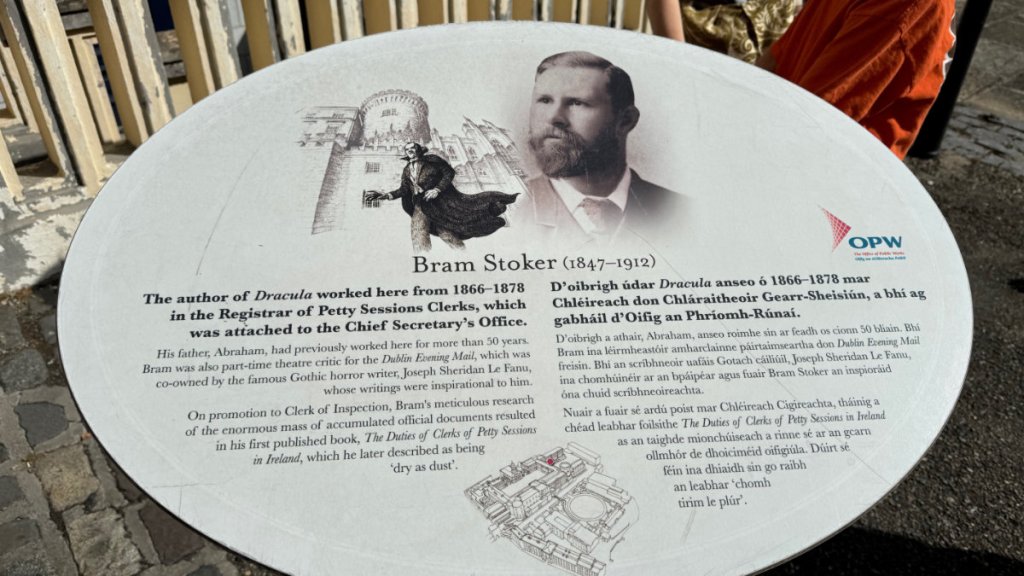 Bram Stoker (1847–1912)
The author of Dracula worked here from 1866–1878
in the Registrar of Petty Sessions Clerks, which
was attached to the Chief Secretary's Office.
His father, Abraham, had previously worked here for more than 50 years.
Bram was also part-time theatre critic for the Dublin Evening Mail, which was
co-owned by the famous Gothic horror writer, Joseph Sheridan Le Fanu,
whose writings were inspirational to him.
On promotion to Clerk of Inspection, Bram's meticulous research
of the enormous mass of accumulated official documents resulted
in his first published book, The Duties of Clerks of Petty Sessions
in Ireland, which he later described as being
'dry as dust'.
OPW
The Office of Public Works
Oifig na nOibreacha Poiblí
D'oibrigh údar Dracula anseo ó 1866–1878 mar
Chléireach don Chláraitheoir Gearr-Sheisiún, a bhí ag
gabháil d'Oifig an Phríomh-Rúnaí.
D'oibrigh a athair, Abraham, anseo roimhe sin ar feadh os cionn 50 bliain. Bhí
Bram ina léirmheastóir amharclainne páirtaimseartha don Dublin Evening Mail
freisin. Bhí an scríbhneoir uafáis Gotach cáiliúil, Joseph Sheridan Le Fanu,
ina chomhúinéir ar an bpáipéar agus fuair Bram Stoker an inspioráid
óna chuid scríbhneoireachta.
Nuair a fuair sé ardú poist mar Chléireach Cigireachta, tháinig a
chéad leabhar foilsithe The Duties of Clerks of Petty Sessions in Ireland
as an taighde mionchúiseach a rinne sé ar an gcarn
ollmhór de dhoiciméid oifigiúla. Dúirt sé
féin ina dhiaidh sin go raibh
an leabhar 'chomh
tirim le plúr'.